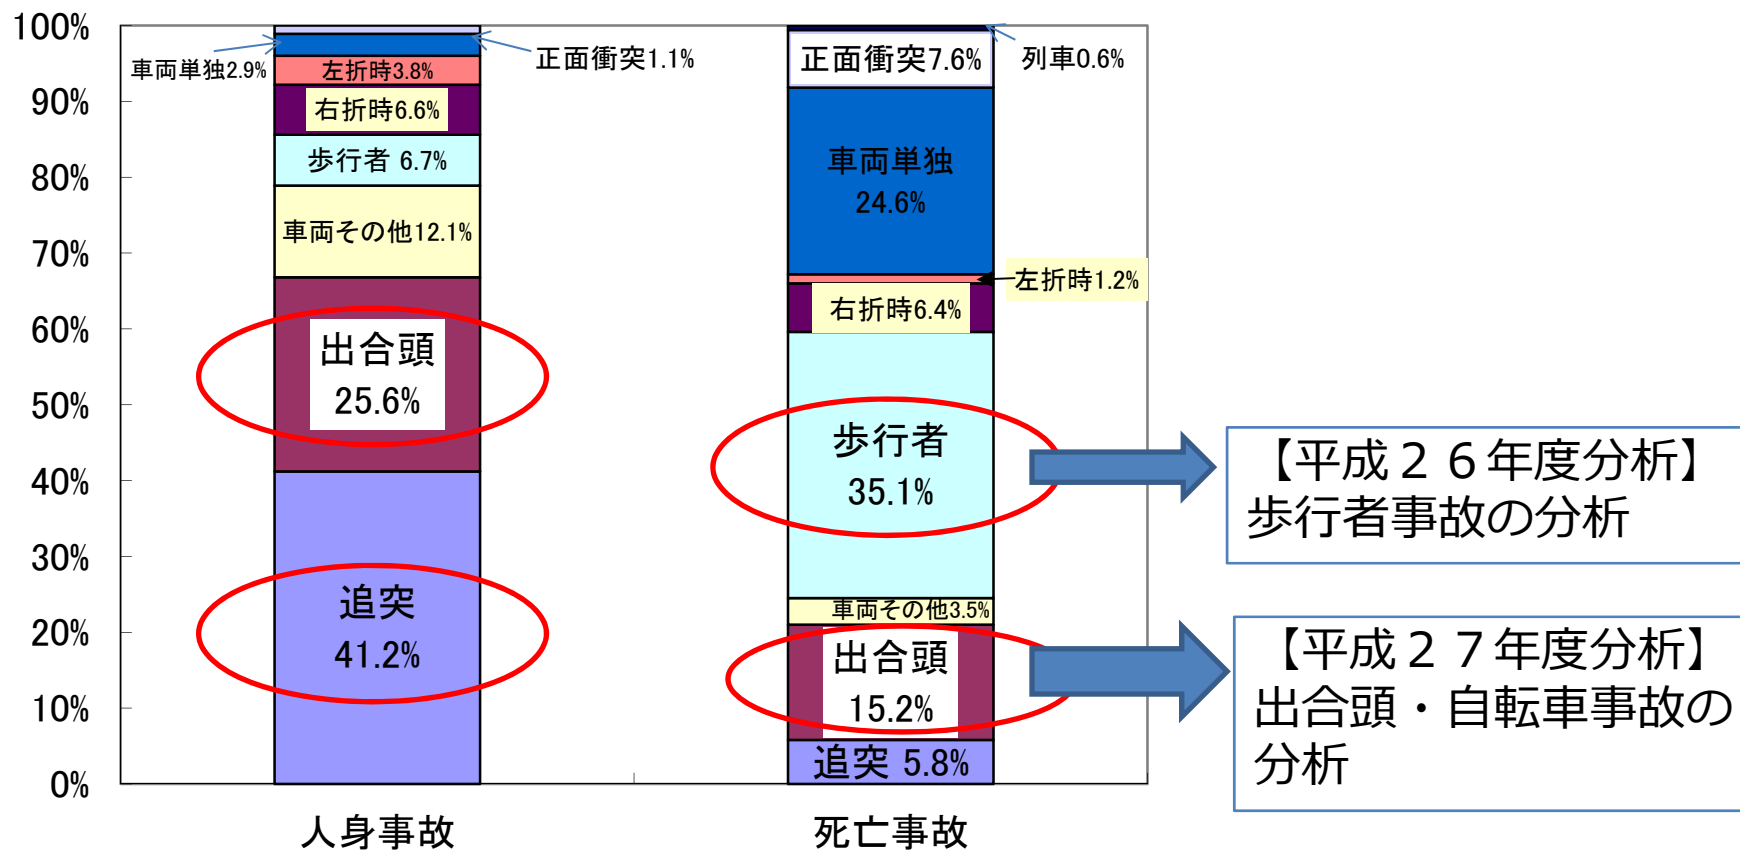 100%
90%
80%
70%
60%
50%
40%
30%
20%
10%
0%
車両単独2.9%
正面衝突1.1%
左折時3.8%
右折時6.6%
歩行者 6.7%
車両その他12.1%
出合頭
25.6%
追突
41.2%
人身事故
列車0.6%
正面衝突7.6%
車両単独
24.6%
左折時1.2%
右折時6.4%
歩行者
35.1%
車両その他3.5%
出合頭
15.2%
追突 5.8%
死亡事故
【平成２６年度分析】
歩行者事故の分析
【平成２７年度分析】
出合頭・自転車事故の
分析